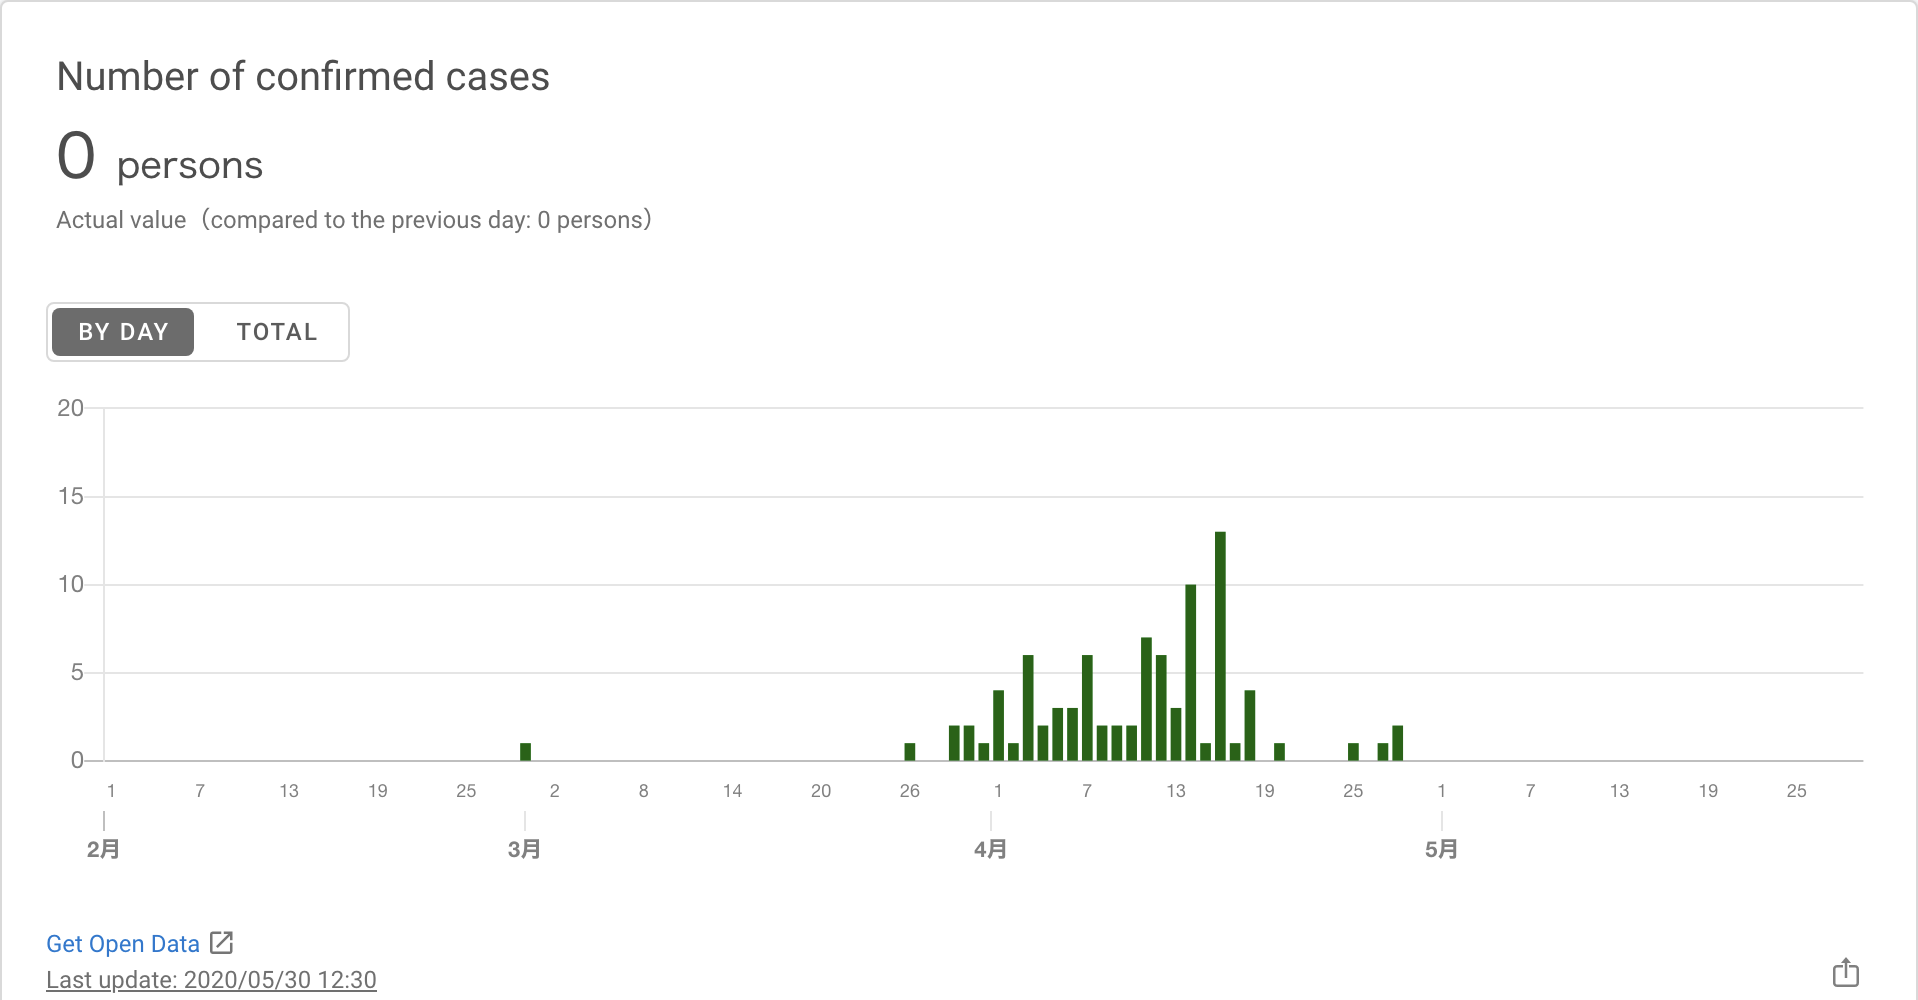 Number of confirmed cases
0 persons
Actual value（compared to the previous day: 0 persons）
BY DAY TOTAL
20
15
10
5
0
1 7 13 19 25 2 8 14 20 26 1 7 13 19 25 1 7 13 19 25
2月 3月 4月 5月
Get Open Data
Last update: 2020/05/30 12:30